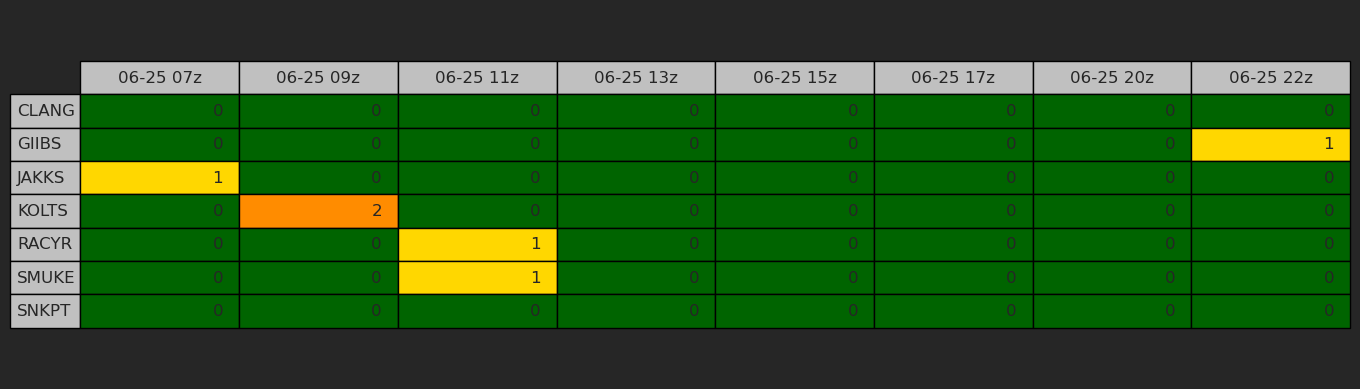 06-25 07z 06-25 09z 06-25 11z 06-25 13z 06-25 15z 06-25 17z 06-25 20z 06-25 22z
CLANG 0 0 0 0 0 0 0 0
GIIBS 0 0 0 0 0 0 0 1
JAKKS 1 0 0 0 0 0 0 0
KOLTS 0 2 0 0 0 0 0 0
RACYR 0 0 1 0 0 0 0 0
SMUKE 0 0 1 0 0 0 0 0
SNKPT 0 0 0 0 0 0 0 0